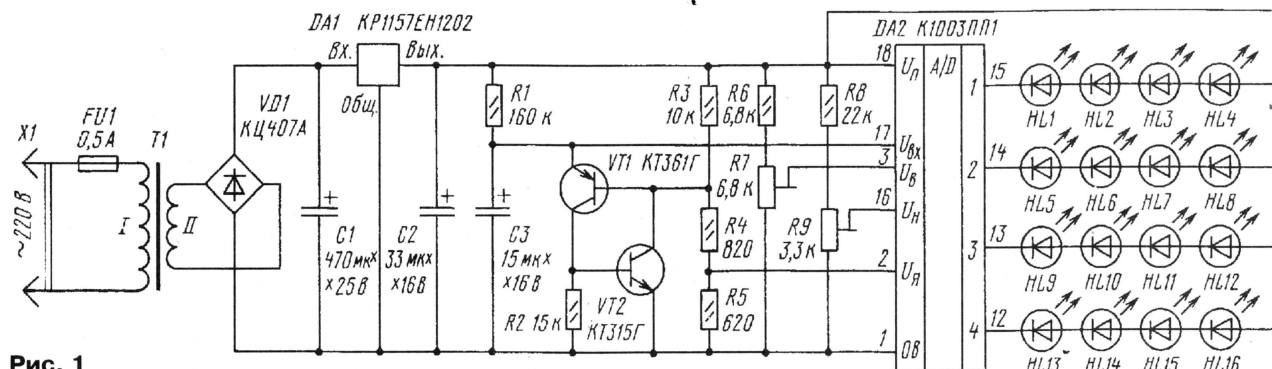 DA1 КР1157ЕН1202
Вх.
Вых.
Общ.
DA2 К1003ПП1
A/D
X1
FU1
0,5 А
T1
VD1
КЦ407А
~220 В
I
II
C1
470 мк ×
× 25 В
C2
33 мк ×
× 16 В
C3
15 мк ×
× 16 В
R1
160 к
R2 15 к
VT1 КТ361Г
VT2
КТ315Г
R3
10 к
R4
820
R5
620
R6
6,8 к
R7
6,8 к
R8
22 к
R9
3,3 к
18 Uп
17 Uвх
3 Uв
16 Uн
2 Uя
1 0В
1 15
HL1 HL2 HL3 HL4
2 14
HL5 HL6 HL7 HL8
3 13
HL9 HL10 HL11 HL12
4 12
HL13 HL14 HL15 HL16
Рис. 1